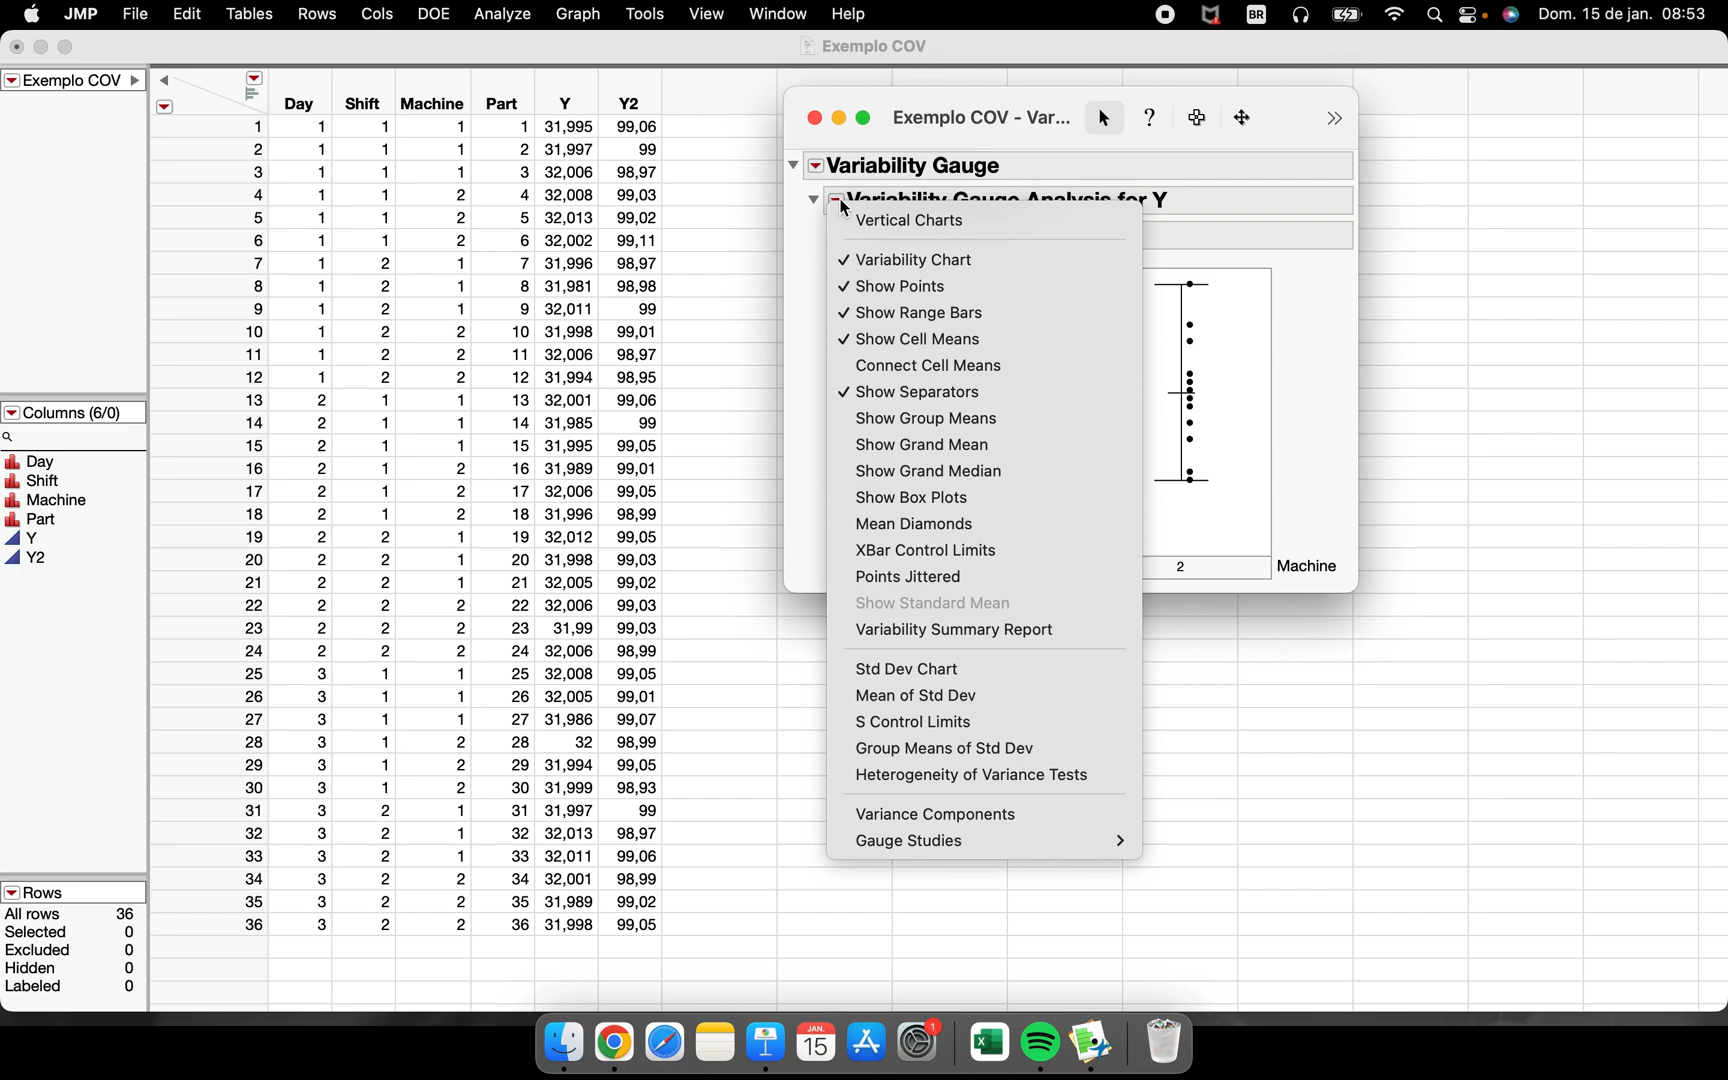 JMP File Edit Tables Rows Cols DOE Analyze Graph Tools View Window Help BR Dom. 15 de jan. 08:53
Exemplo COV
Exemplo COV
Day Shift Machine Part Y Y2
1 1 1 1 1 31,995 99,06
2 1 1 1 2 31,997 99
3 1 1 1 3 32,006 98,97
4 1 1 2 4 32,008 99,03
5 1 1 2 5 32,013 99,02
6 1 1 2 6 32,002 99,11
7 1 2 1 7 31,996 98,97
8 1 2 1 8 31,981 98,98
9 1 2 1 9 32,011 99
10 1 2 2 10 31,998 99,01
11 1 2 2 11 32,006 98,97
12 1 2 2 12 31,994 98,95
13 2 1 1 13 32,001 99,06
14 2 1 1 14 31,985 99
15 2 1 1 15 31,995 99,05
16 2 1 2 16 31,989 99,01
17 2 1 2 17 32,006 99,05
18 2 1 2 18 31,996 98,99
19 2 2 1 19 32,012 99,05
20 2 2 1 20 31,998 99,03
21 2 2 1 21 32,005 99,02
22 2 2 2 22 32,006 99,03
23 2 2 2 23 31,99 99,03
24 2 2 2 24 32,006 98,99
25 3 1 1 25 32,008 99,05
26 3 1 1 26 32,005 99,01
27 3 1 1 27 31,986 99,07
28 3 1 2 28 32 98,99
29 3 1 2 29 31,994 99,05
30 3 1 2 30 31,999 98,93
31 3 2 1 31 31,997 99
32 3 2 1 32 32,013 98,97
33 3 2 1 33 32,011 99,06
34 3 2 2 34 32,001 98,99
35 3 2 2 35 31,989 99,02
36 3 2 2 36 31,998 99,05
Columns (6/0)
Day
Shift
Machine
Part
Y
Y2
Rows
All rows 36
Selected 0
Excluded 0
Hidden 0
Labeled 0
Exemplo COV - Var... ?
Variability Gauge
Variability Gauge Analysis for Y
Vertical Charts
Variability Chart
Show Points
Show Range Bars
Show Cell Means
Connect Cell Means
Show Separators
Show Group Means
Show Grand Mean
Show Grand Median
Show Box Plots
Mean Diamonds
XBar Control Limits
Points Jittered
Show Standard Mean
Variability Summary Report
Std Dev Chart
Mean of Std Dev
S Control Limits
Group Means of Std Dev
Heterogeneity of Variance Tests
Variance Components
Gauge Studies
2 Machine
JAN.
15
1